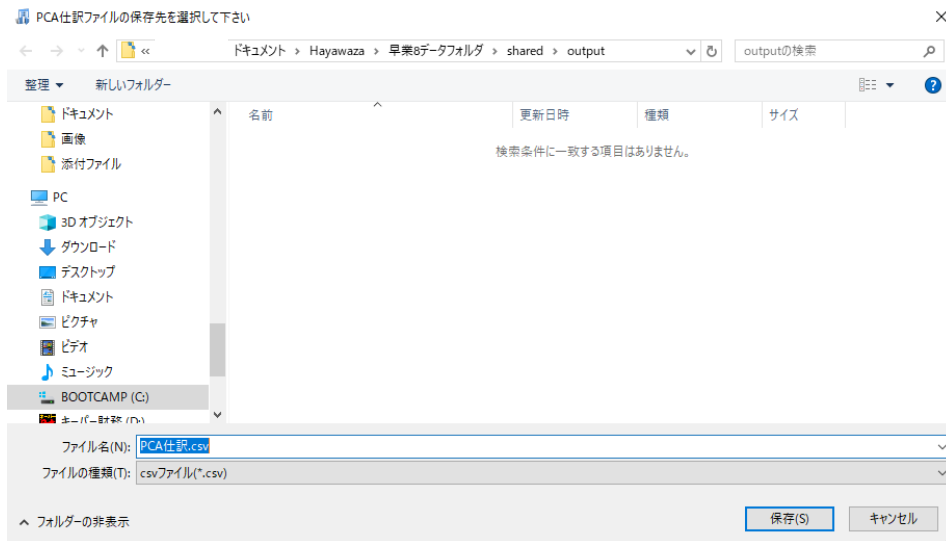 PCA仕訳ファイルの保存先を選択して下さい
« ドキュメント > Hayawaza > 早業8データフォルダ > shared > output
outputの検索
整理 新しいフォルダー
名前 更新日時 種類 サイズ
検索条件に一致する項目はありません。
ドキュメント
画像
添付ファイル
PC
3D オブジェクト
ダウンロード
デスクトップ
ドキュメント
ピクチャ
ビデオ
ミュージック
BOOTCAMP (C:)
キーパー財務 (D:)
ファイル名(N): PCA仕訳.csv
ファイルの種類(T): csvファイル(*.csv)
フォルダーの非表示 保存(S) キャンセル